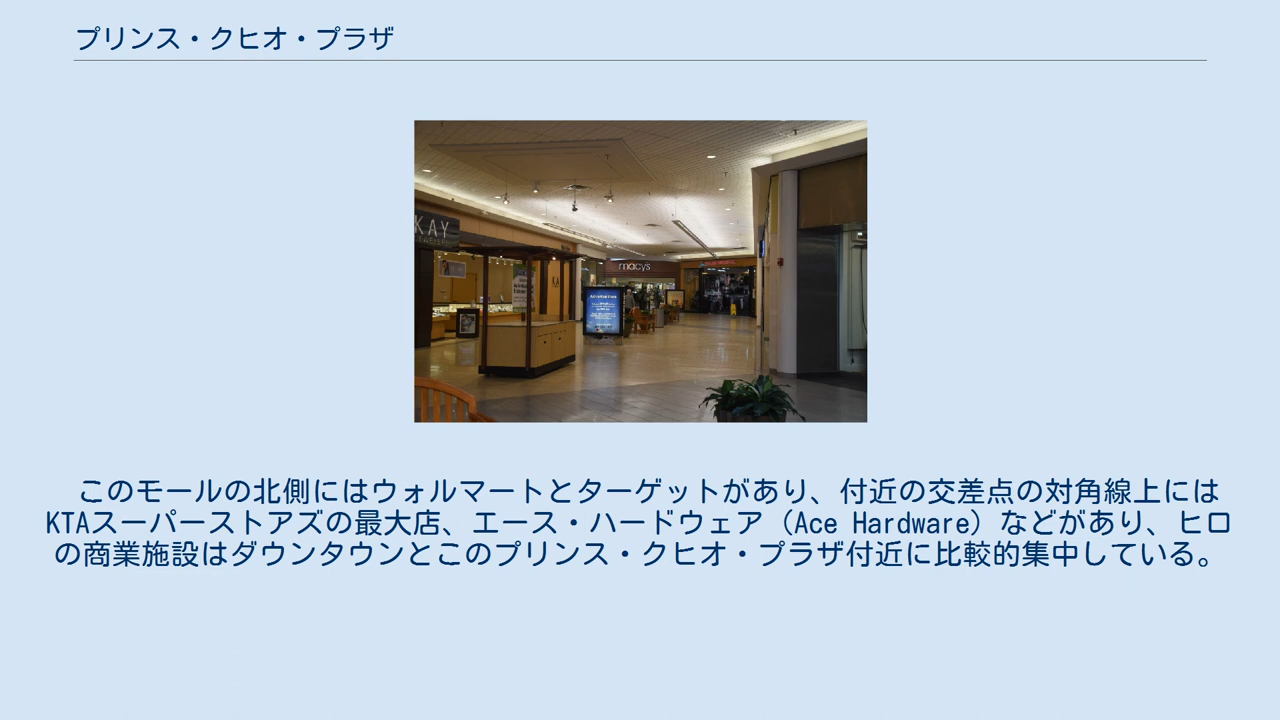 プリンス・クヒオ・プラザ
KAY
macys
このモールの北側にはウォルマートとターゲットがあり、付近の交差点の対角線上には
KTAスーパーストアズの最大店、エース・ハードウェア（Ace Hardware）などがあり、ヒロ
の商業施設はダウンタウンとこのプリンス・クヒオ・プラザ付近に比較的集中している。